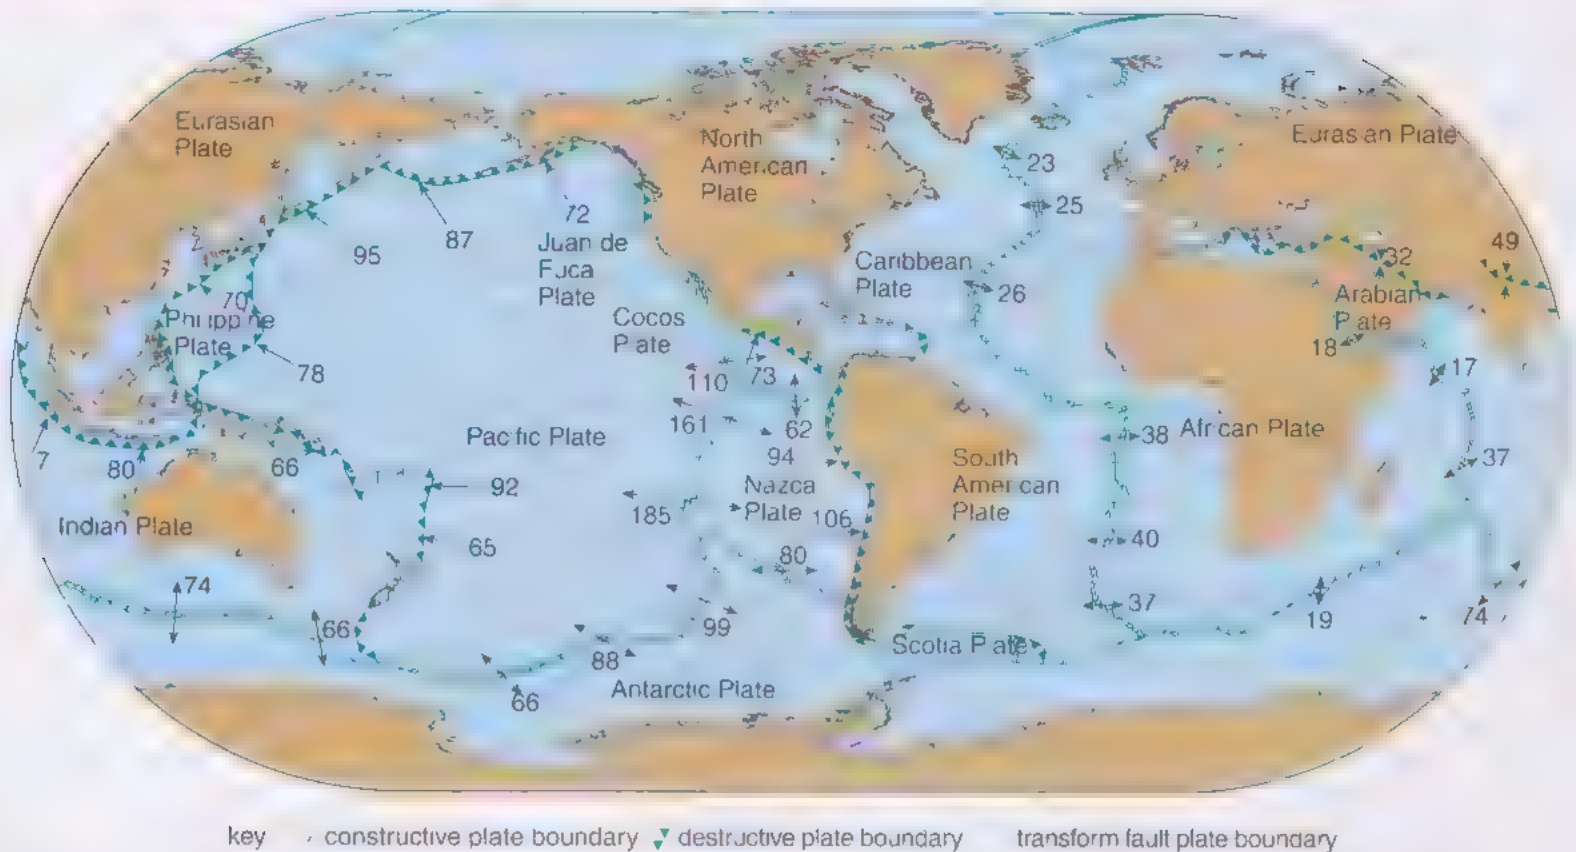 Eurasian
Plate
North
American
Plate
Eurasian Plate
23
25
72
87
95
Juan de
Fuca
Plate
Caribbean
Plate
26
32
49
70
Philippine
Plate
Cocos
Plate
Arabian
Plate
18
78
110
73
17
161
62
94
Pacific Plate
38
African Plate
7
80
66
92
South
American
Plate
37
Nazca
Plate
185
106
Indian Plate
65
80
40
74
66
99
37
19
74
88
Scotia Plate
66
Antarctic Plate
key constructive plate boundary destructive plate boundary transform fault plate boundary